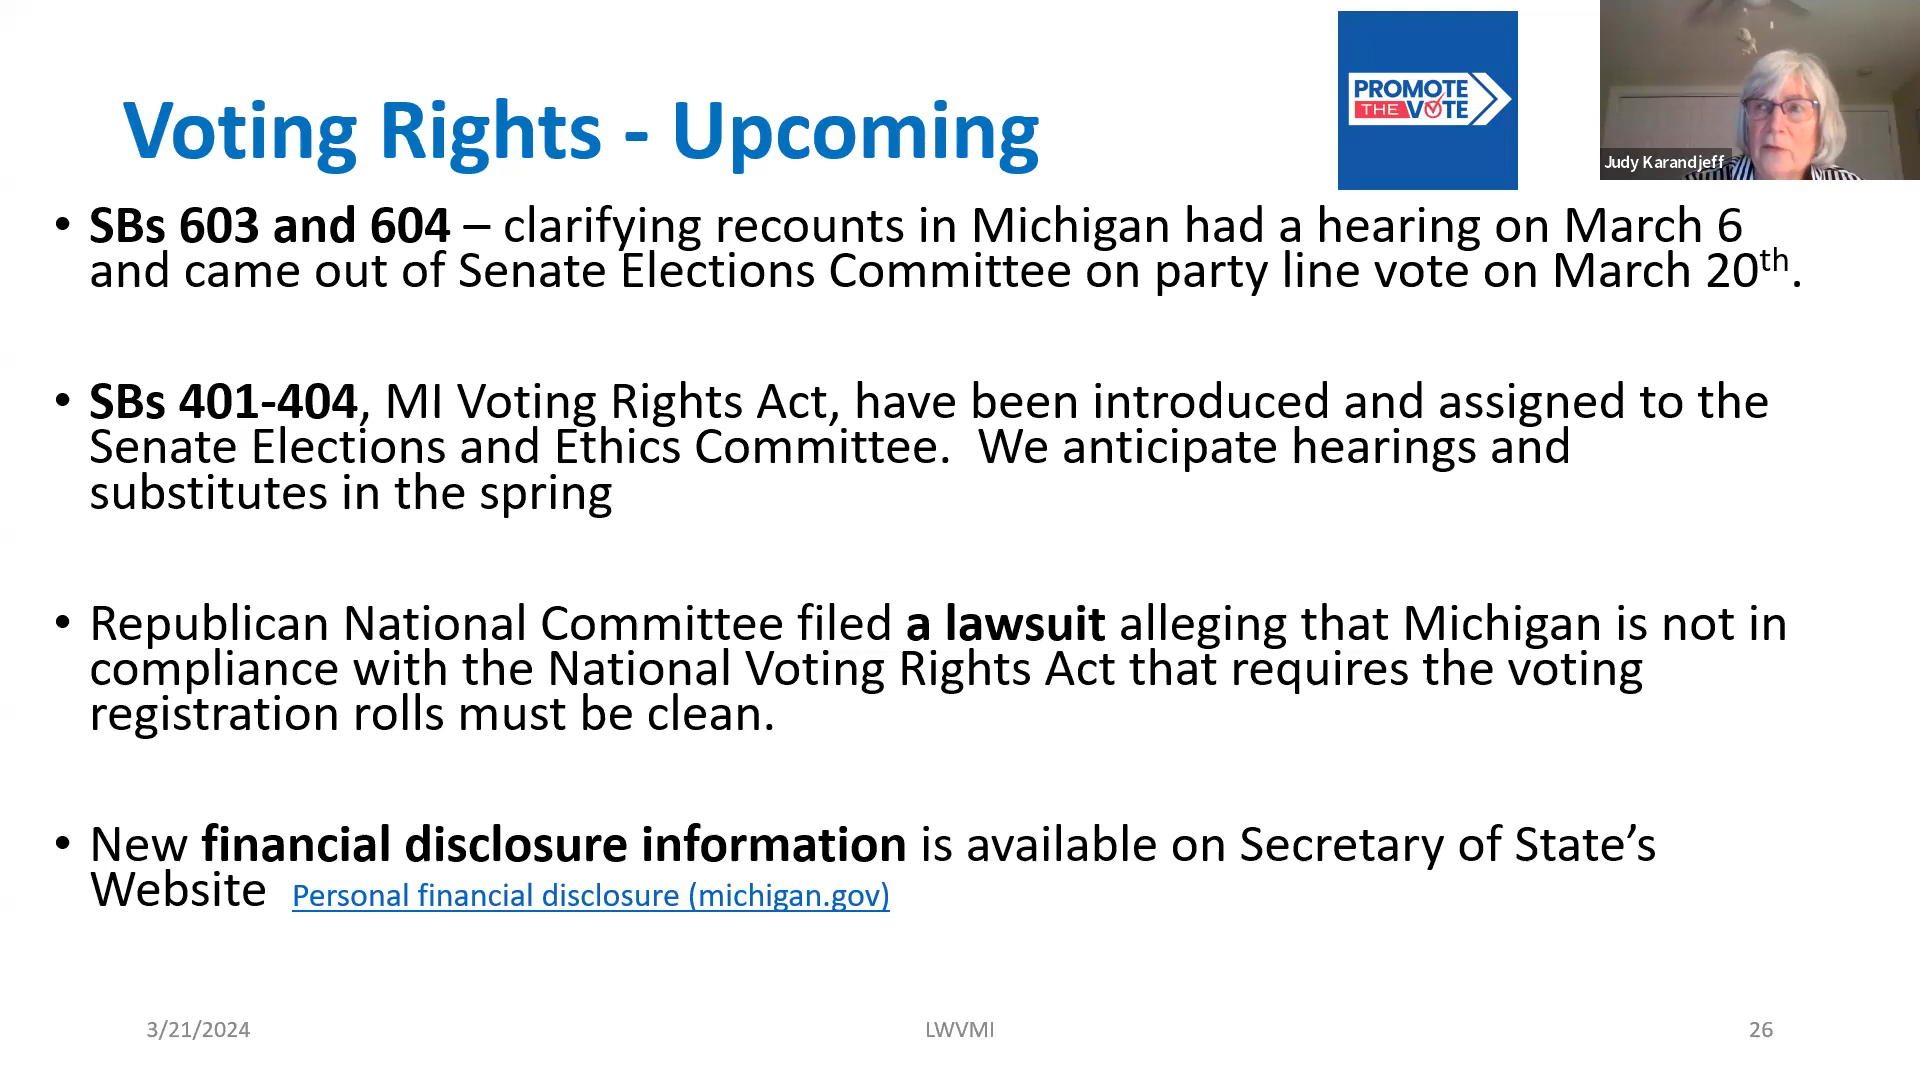 Voting Rights - Upcoming
PROMOTE
THE VOTE
Judy Karandjeff
• SBs 603 and 604 – clarifying recounts in Michigan had a hearing on March 6
and came out of Senate Elections Committee on party line vote on March 20th.
• SBs 401-404, MI Voting Rights Act, have been introduced and assigned to the
Senate Elections and Ethics Committee.  We anticipate hearings and
substitutes in the spring
• Republican National Committee filed a lawsuit alleging that Michigan is not in
compliance with the National Voting Rights Act that requires the voting
registration rolls must be clean.
• New financial disclosure information is available on Secretary of State’s
Website  Personal financial disclosure (michigan.gov)
3/21/2024
LWVMI
26